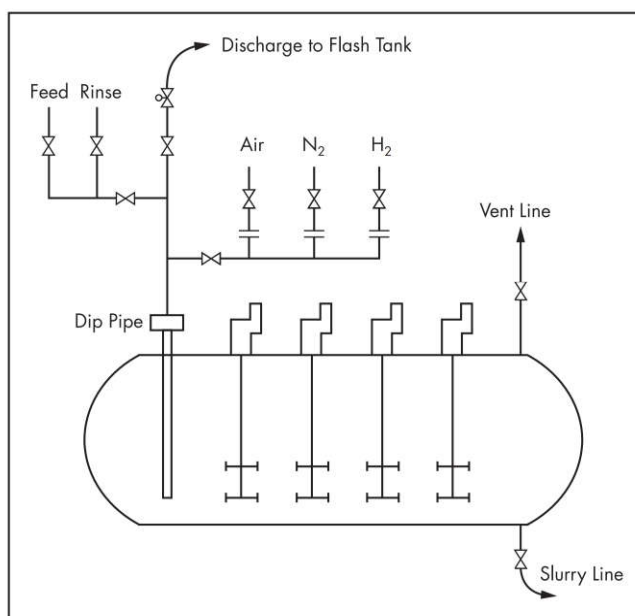 Discharge to Flash Tank
Feed Rinse
Air N₂ H₂
Vent Line
Dip Pipe
Slurry Line